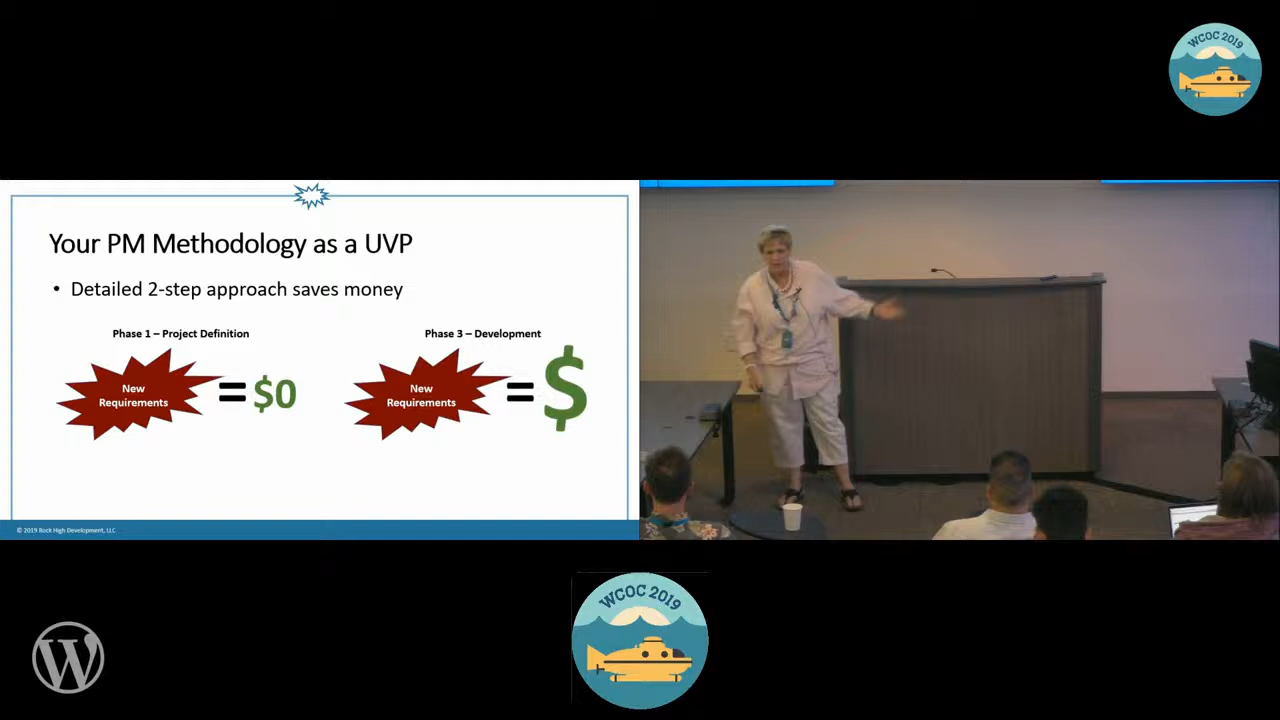 WCOC 2019
Your PM Methodology as a UVP
• Detailed 2-step approach saves money
Phase 1 – Project Definition
Phase 3 – Development
New
Requirements
= $0
New
Requirements
= $
© 2019 Rock High Development, LLC
WCOC 2019
W